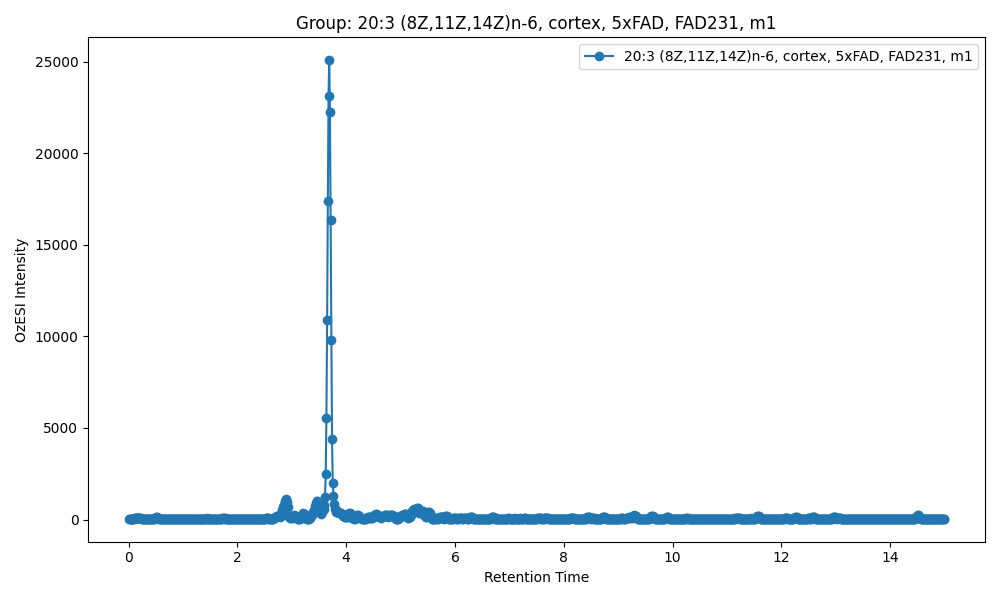 Group: 20:3 (8Z,11Z,14Z)n-6, cortex, 5xFAD, FAD231, m1
20:3 (8Z,11Z,14Z)n-6, cortex, 5xFAD, FAD231, m1
OzESI Intensity
25000
20000
15000
10000
5000
0
0 2 4 6 8 10 12 14
Retention Time